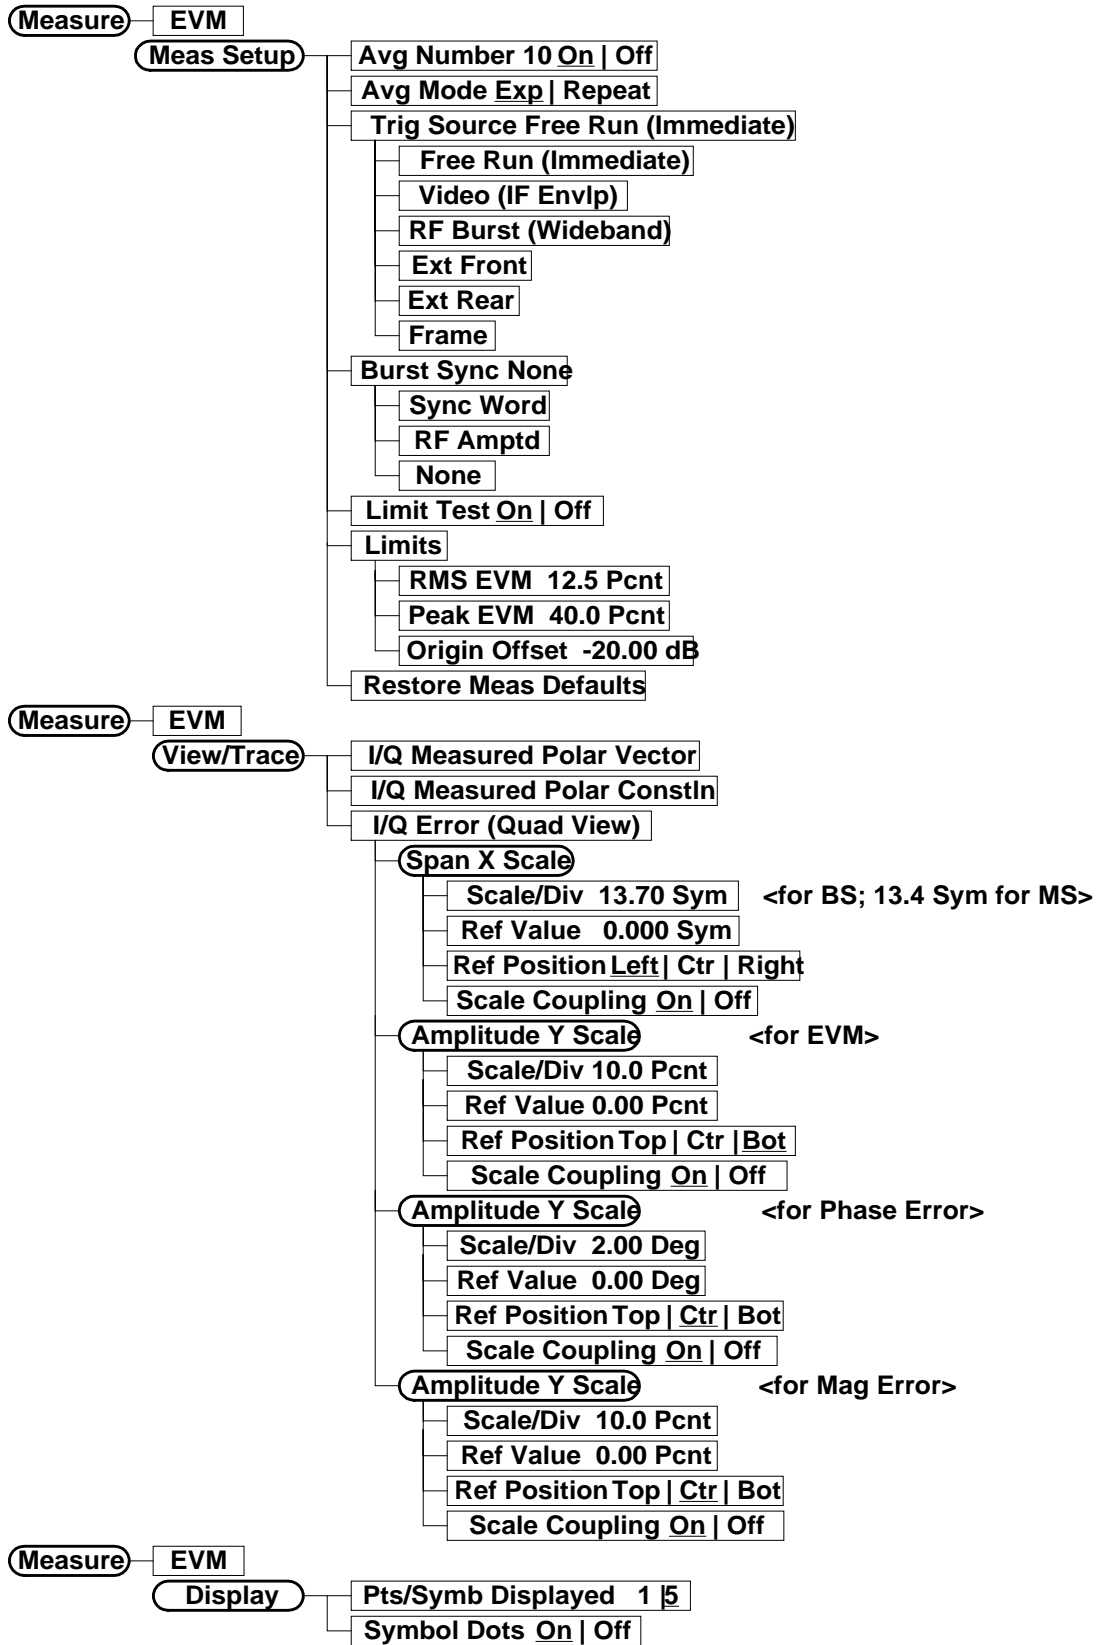 Measure EVM
Meas Setup Avg Number 10 On | Off
Avg Mode Exp | Repeat
Trig Source Free Run (Immediate)
Free Run (Immediate)
Video (IF Envlp)
RF Burst (Wideband)
Ext Front
Ext Rear
Frame
Burst Sync None
Sync Word
RF Amptd
None
Limit Test On | Off
Limits
RMS EVM 12.5 Pcnt
Peak EVM 40.0 Pcnt
Origin Offset -20.00 dB
Restore Meas Defaults
Measure EVM
View/Trace I/Q Measured Polar Vector
I/Q Measured Polar Constln
I/Q Error (Quad View)
Span X Scale
Scale/Div 13.70 Sym <for BS; 13.4 Sym for MS>
Ref Value 0.000 Sym
Ref Position Left | Ctr | Right
Scale Coupling On | Off
Amplitude Y Scale <for EVM>
Scale/Div 10.0 Pcnt
Ref Value 0.00 Pcnt
Ref Position Top | Ctr | Bot
Scale Coupling On | Off
Amplitude Y Scale <for Phase Error>
Scale/Div 2.00 Deg
Ref Value 0.00 Deg
Ref Position Top | Ctr | Bot
Scale Coupling On | Off
Amplitude Y Scale <for Mag Error>
Scale/Div 10.0 Pcnt
Ref Value 0.00 Pcnt
Ref Position Top | Ctr | Bot
Scale Coupling On | Off
Measure EVM
Display Pts/Symb Displayed 1 | 5
Symbol Dots On | Off